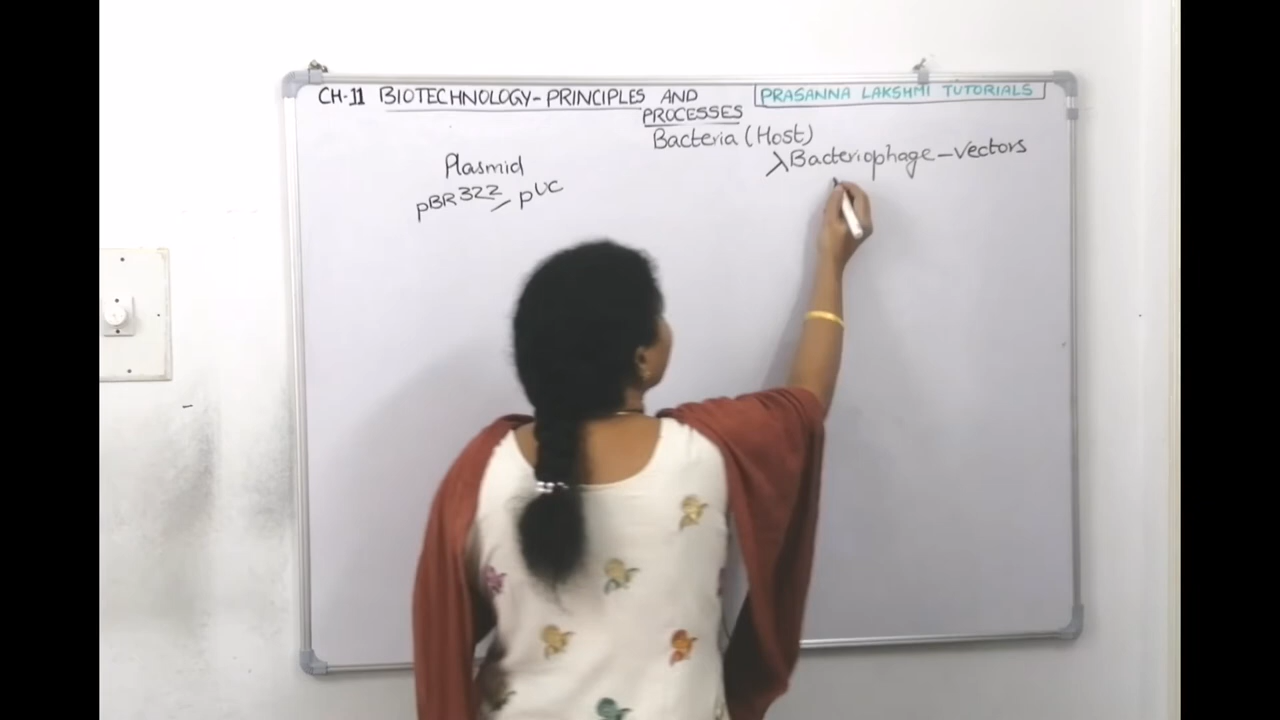 CH-11 BIOTECHNOLOGY-PRINCIPLES AND
PROCESSES
PRASANNA LAKSHMI TUTORIALS
Bacteria (Host)
Plasmid
pBR322, pUC
λ Bacteriophage - Vectors